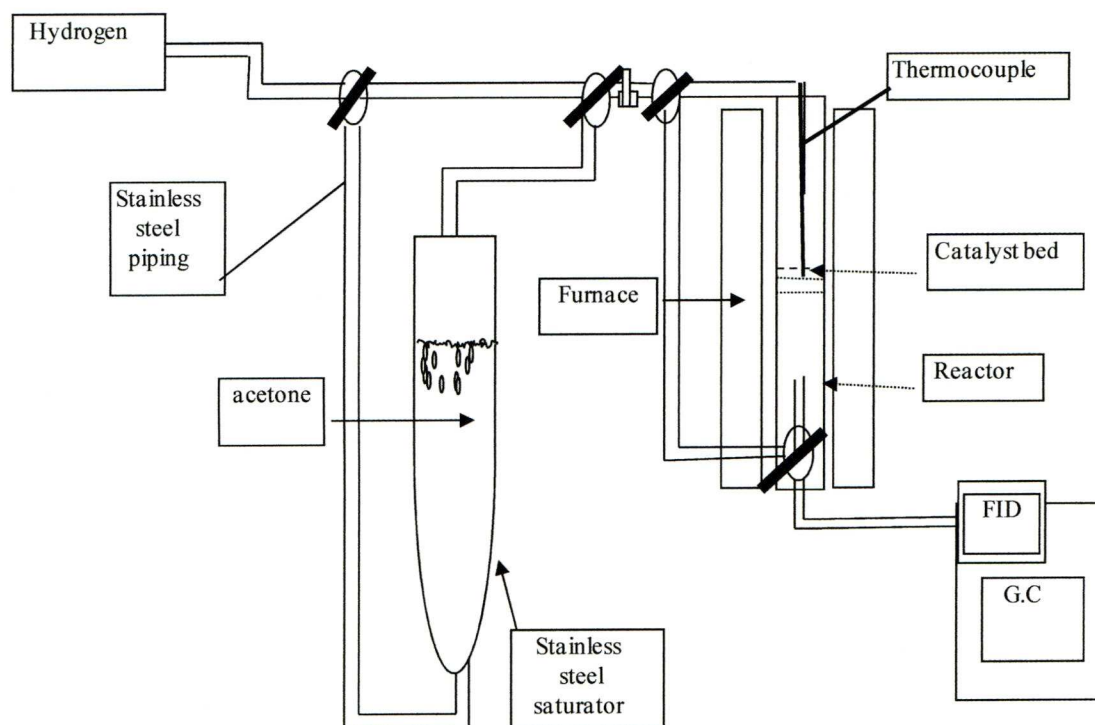 Hydrogen
Thermocouple
Stainless
steel
piping
Catalyst bed
Furnace
Reactor
acetone
FID
G.C
Stainless
steel
saturator